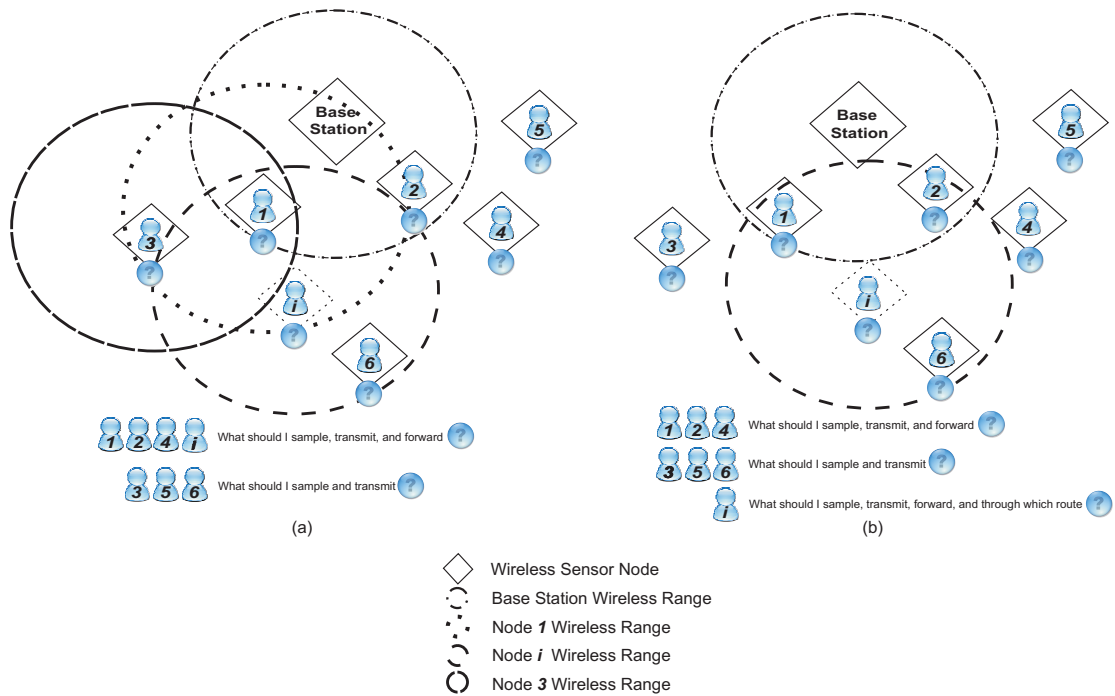 Base
Station
5
2
1
3
4
i
6
?
?
?
?
?
?
?
1 2 4 i What should I sample, transmit, and forward ?
3 5 6 What should I sample and transmit ?
(a)
Base
Station
5
2
1
4
3
i
6
?
?
?
?
?
?
?
1 2 4 What should I sample, transmit, and forward ?
3 5 6 What should I sample and transmit ?
i What should I sample, transmit, forward, and through which route ?
(b)
Wireless Sensor Node
Base Station Wireless Range
Node 1 Wireless Range
Node i Wireless Range
Node 3 Wireless Range